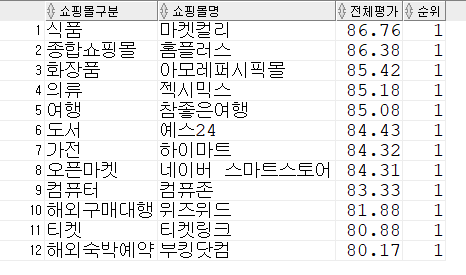 쇼핑몰구분 쇼핑몰명 전체평가 순위
1 식품 마켓컬리 86.76 1
2 종합쇼핑몰 홈플러스 86.38 1
3 화장품 아모레퍼시픽몰 85.42 1
4 의류 젝시믹스 85.18 1
5 여행 참좋은여행 85.08 1
6 도서 예스24 84.43 1
7 가전 하이마트 84.32 1
8 오픈마켓 네이버 스마트스토어 84.31 1
9 컴퓨터 컴퓨존 83.33 1
10 해외구매대행 위즈위드 81.88 1
11 티켓 티켓링크 80.88 1
12 해외숙박예약 부킹닷컴 80.17 1